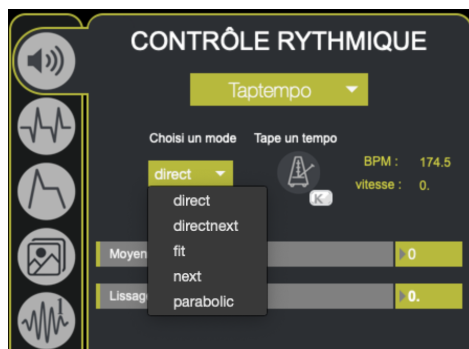 CONTRÔLE RYTHMIQUE
Taptempo
Choisi un mode Tape un tempo
direct
BPM : 174.5
vitesse : 0.
K
direct
directnext
fit
next
parabolic
Moyen
0
Lissag
0.